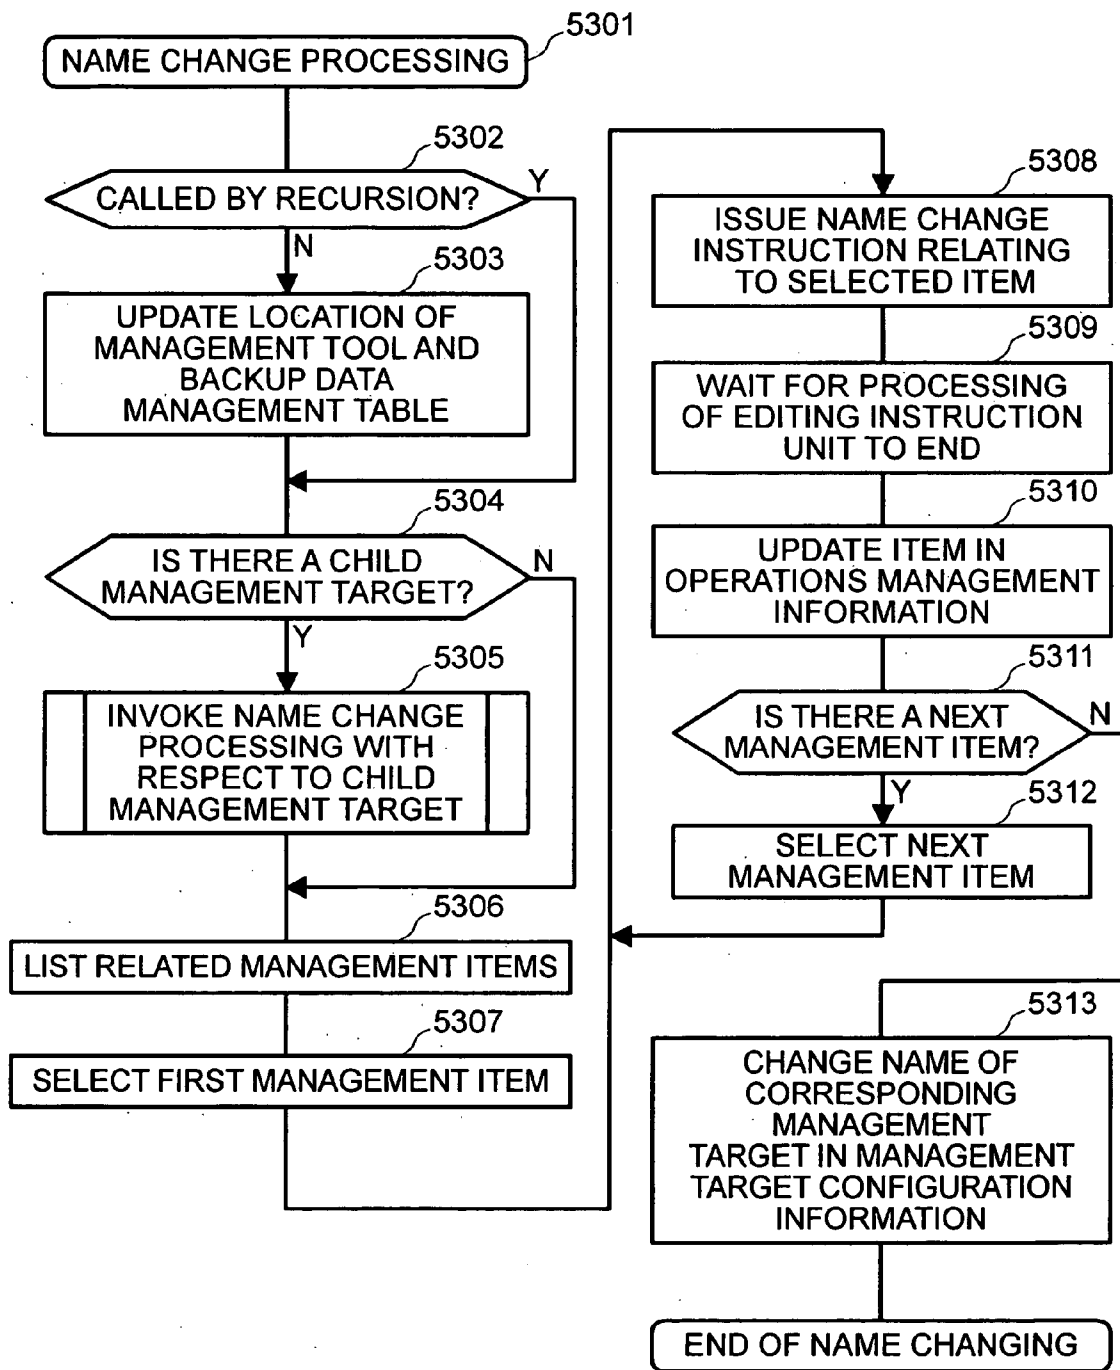 5301
NAME CHANGE PROCESSING
5302
CALLED BY RECURSION?
Y
N
5303
UPDATE LOCATION OF
MANAGEMENT TOOL AND
BACKUP DATA
MANAGEMENT TABLE
5304
IS THERE A CHILD
MANAGEMENT TARGET?
N
Y
5305
INVOKE NAME CHANGE
PROCESSING WITH
RESPECT TO CHILD
MANAGEMENT TARGET
5306
LIST RELATED MANAGEMENT ITEMS
5307
SELECT FIRST MANAGEMENT ITEM
5308
ISSUE NAME CHANGE
INSTRUCTION RELATING
TO SELECTED ITEM
5309
WAIT FOR PROCESSING
OF EDITING INSTRUCTION
UNIT TO END
5310
UPDATE ITEM IN
OPERATIONS MANAGEMENT
INFORMATION
5311
IS THERE A NEXT
MANAGEMENT ITEM?
N
Y
5312
SELECT NEXT
MANAGEMENT ITEM
5313
CHANGE NAME OF
CORRESPONDING
MANAGEMENT
TARGET IN MANAGEMENT
TARGET CONFIGURATION
INFORMATION
END OF NAME CHANGING